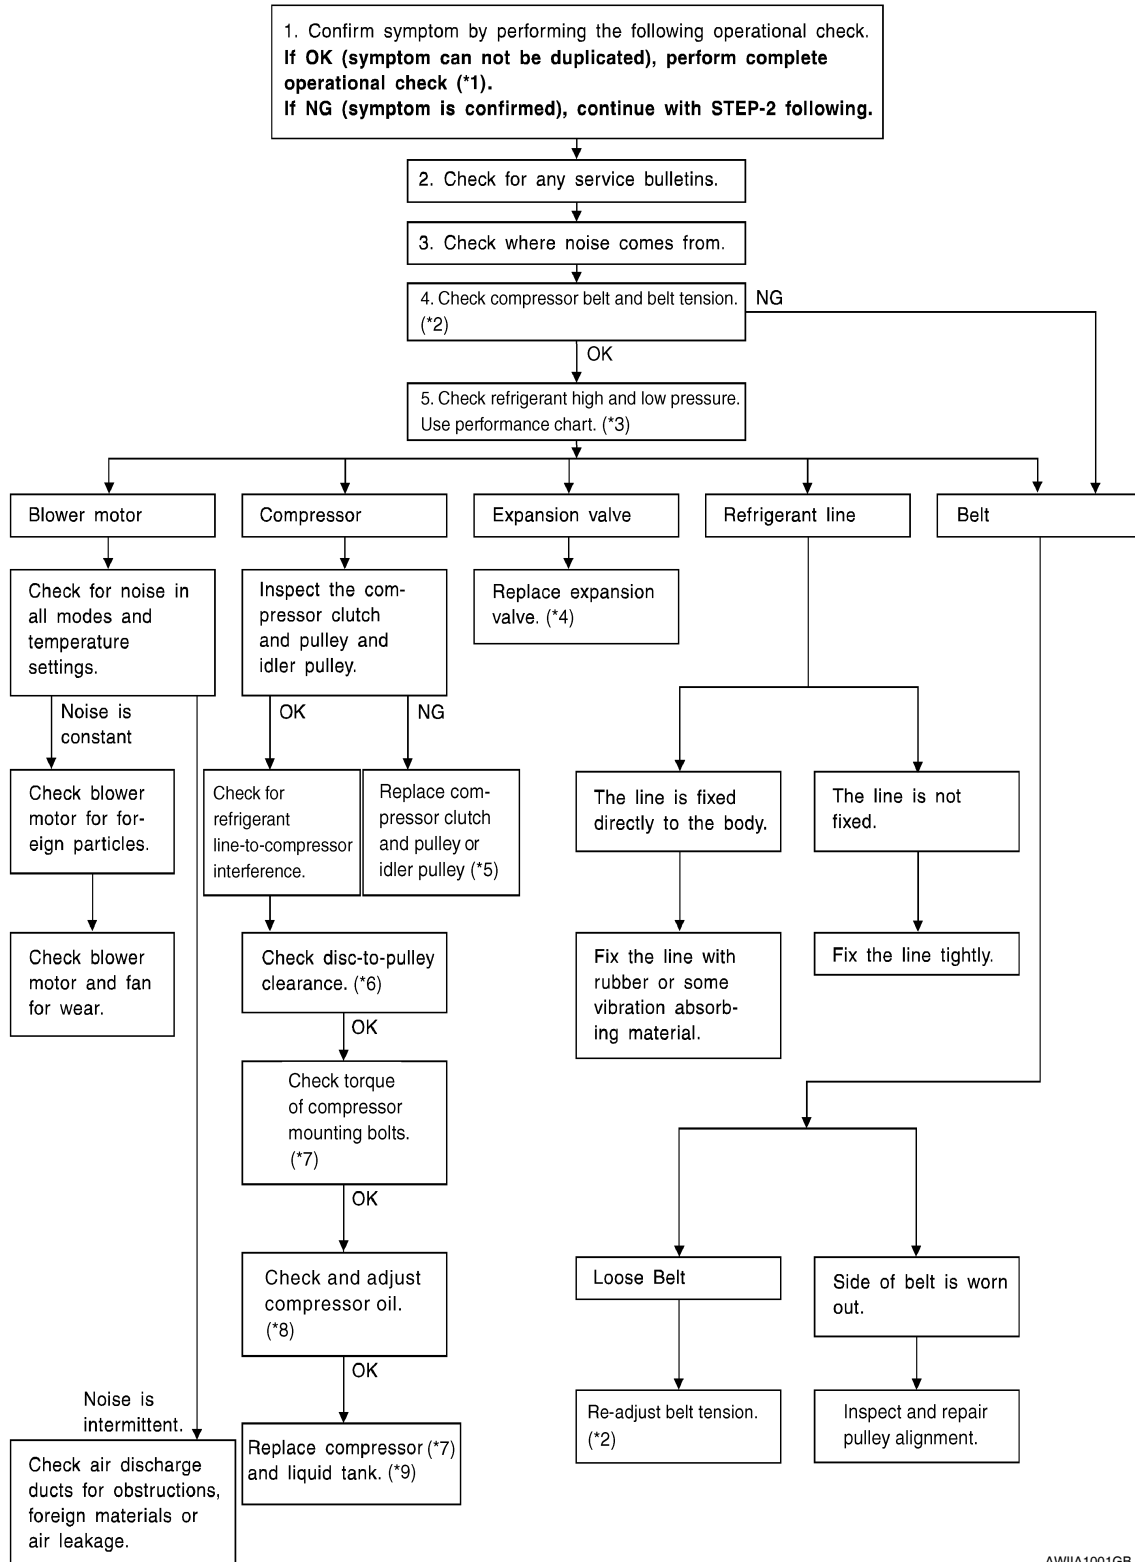 1. Confirm symptom by performing the following operational check.
If OK (symptom can not be duplicated), perform complete
operational check (*1).
If NG (symptom is confirmed), continue with STEP-2 following.
2. Check for any service bulletins.
3. Check where noise comes from.
4. Check compressor belt and belt tension.
(*2)
NG
OK
5. Check refrigerant high and low pressure.
Use performance chart. (*3)
Blower motor
Compressor
Expansion valve
Refrigerant line
Belt
Check for noise in
all modes and
temperature
settings.
Inspect the com-
pressor clutch
and pulley and
idler pulley.
Replace expansion
valve. (*4)
Noise is
constant
OK
NG
Check blower
motor for for-
eign particles.
Check for
refrigerant
line-to-compressor
interference.
Replace com-
pressor clutch
and pulley or
idler pulley (*5)
The line is fixed
directly to the body.
The line is not
fixed.
Check blower
motor and fan
for wear.
Check disc-to-pulley
clearance. (*6)
Fix the line with
rubber or some
vibration absorb-
ing material.
Fix the line tightly.
OK
Check torque
of compressor
mounting bolts.
(*7)
OK
Check and adjust
compressor oil.
(*8)
Loose Belt
Side of belt is worn
out.
OK
Noise is
intermittent.
Re-adjust belt tension.
(*2)
Inspect and repair
pulley alignment.
Check air discharge
ducts for obstructions,
foreign materials or
air leakage.
Replace compressor (*7)
and liquid tank. (*9)
AWIIA1001GB